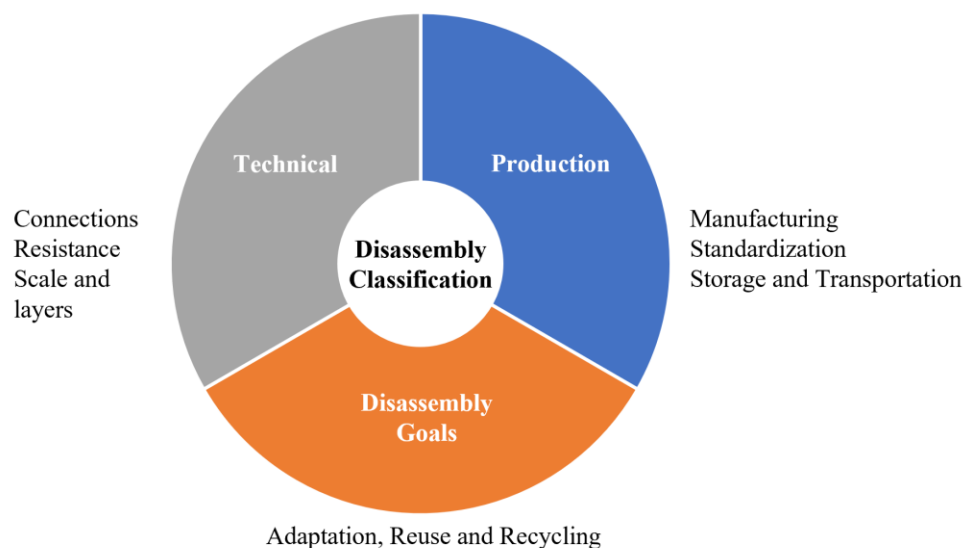 Technical
Production
Connections
Resistance
Scale and
layers
Disassembly
Classification
Manufacturing
Standardization
Storage and Transportation
Disassembly
Goals
Adaptation, Reuse and Recycling